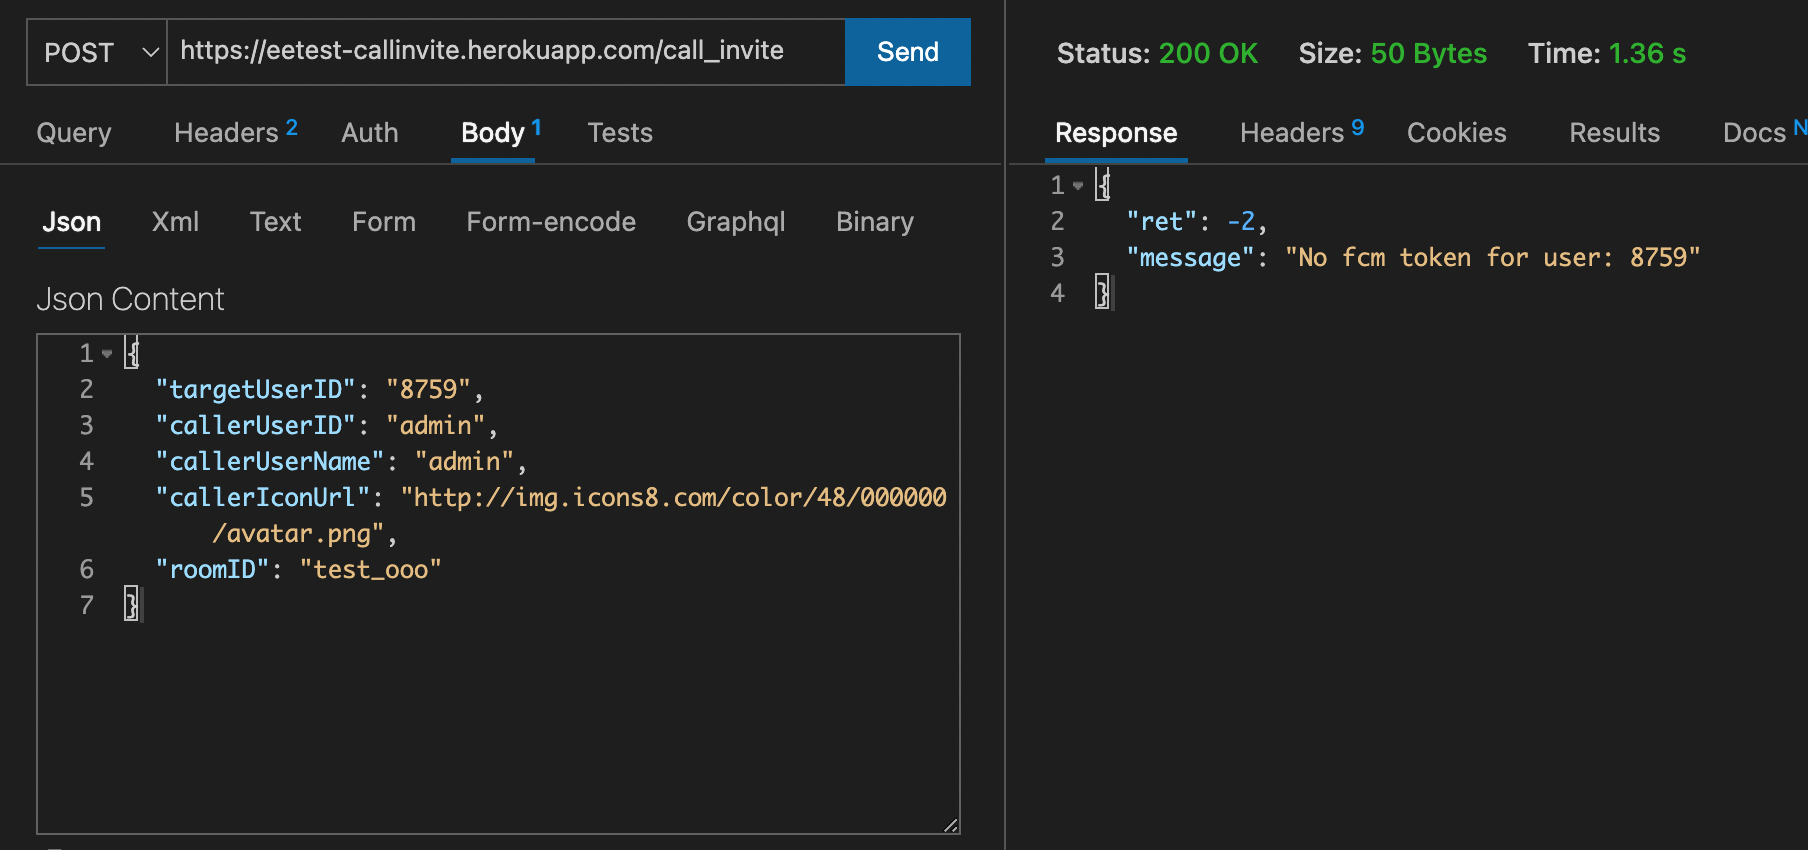 POST https://eetest-callinvite.herokuapp.com/call_invite Send
Query Headers 2 Auth Body 1 Tests
Json Xml Text Form Form-encode Graphql Binary
Json Content
1 {
2 "targetUserID": "8759",
3 "callerUserID": "admin",
4 "callerUserName": "admin",
5 "callerIconUrl": "http://img.icons8.com/color/48/000000
/avatar.png",
6 "roomID": "test_ooo"
7 }
Status: 200 OK Size: 50 Bytes Time: 1.36 s
Response Headers 9 Cookies Results Docs N
1 {
2 "ret": -2,
3 "message": "No fcm token for user: 8759"
4 }